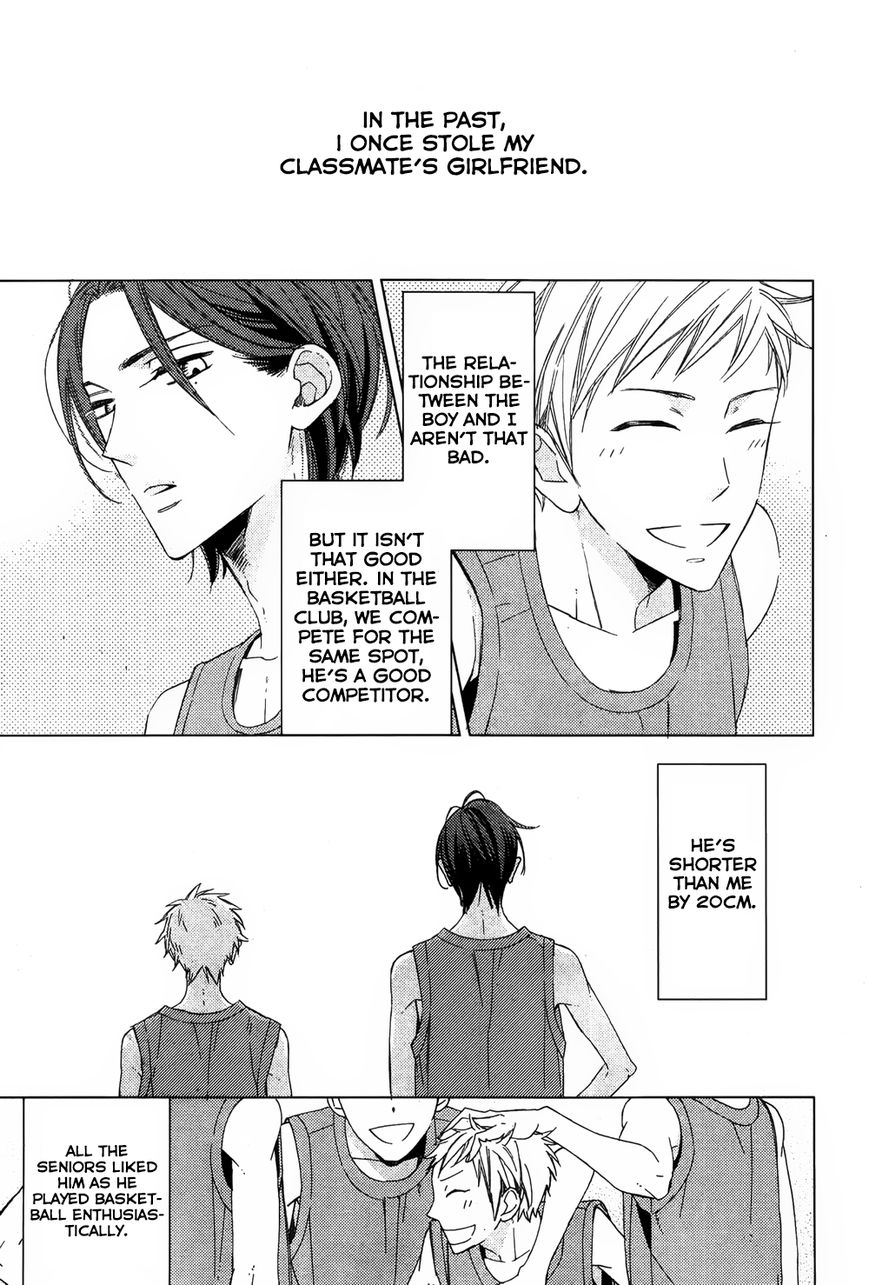 IN THE PAST,
I ONCE STOLE MY
CLASSMATE'S GIRLFRIEND.
THE RELA-
TIONSHIP BE-
TWEEN THE
BOY AND I
AREN'T THAT
BAD.
BUT IT ISN'T
THAT GOOD
EITHER. IN THE
BASKETBALL
CLUB, WE COM-
PETE FOR THE
SAME SPOT,
HE'S A GOOD
COMPETITOR.
HE'S
SHORTER
THAN ME
BY 20CM.
ALL THE
SENIORS LIKED
HIM AS HE
PLAYED BASKET-
BALL ENTHUSIAS-
TICALLY.